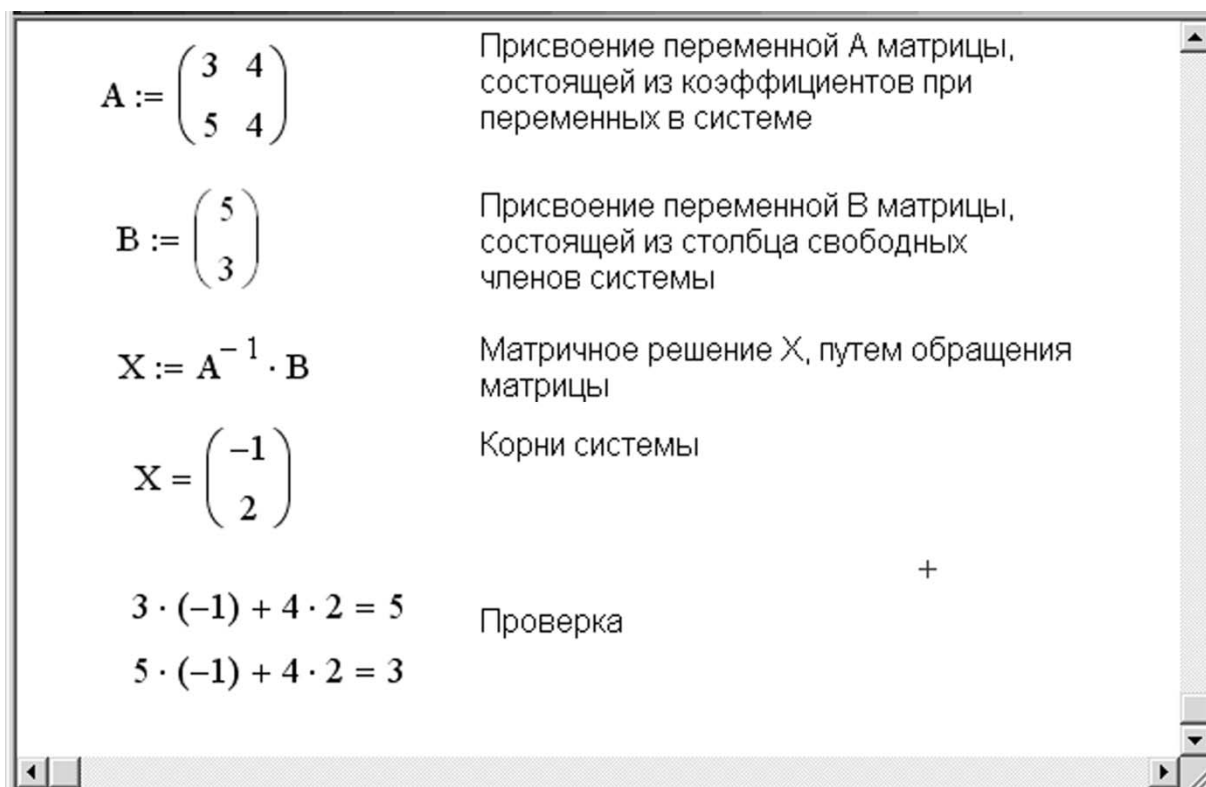 A := ( 3 4
5 4 )
Присвоение переменной А матрицы,
состоящей из коэффициентов при
переменных в системе
B := ( 5
3 )
Присвоение переменной В матрицы,
состоящей из столбца свободных
членов системы
X := A⁻¹ · B
Матричное решение X, путем обращения
матрицы
X = ( −1
2 )
Корни системы
3 · (−1) + 4 · 2 = 5
5 · (−1) + 4 · 2 = 3
Проверка